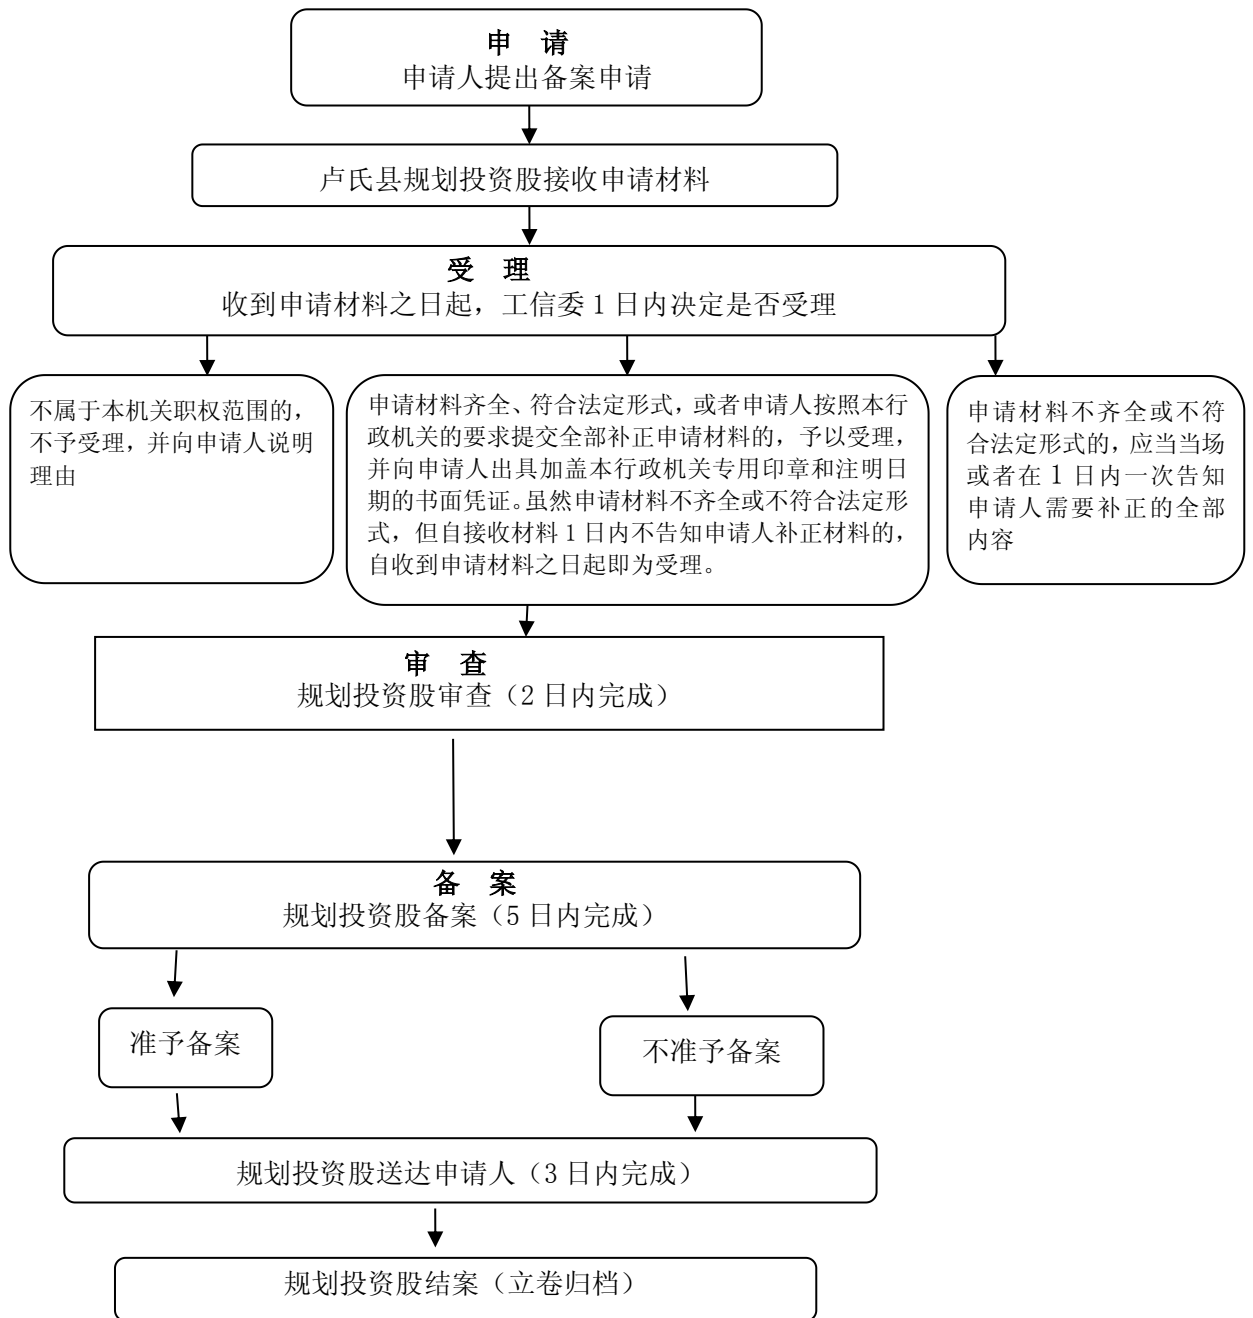 申 请
申请人提出备案申请
卢氏县规划投资股接收申请材料
受 理
收到申请材料之日起，工信委 1 日内决定是否受理
不属于本机关职权范围的，
不予受理，并向申请人说明
理由
申请材料齐全、符合法定形式，或者申请人按照本行
政机关的要求提交全部补正申请材料的，予以受理，
并向申请人出具加盖本行政机关专用印章和注明日
期的书面凭证。虽然申请材料不齐全或不符合法定形
式，但自接收材料 1 日内不告知申请人补正材料的，
自收到申请材料之日起即为受理。
申请材料不齐全或不符
合法定形式的，应当当场
或者在 1 日内一次告知
申请人需要补正的全部
内容
审 查
规划投资股审查（2 日内完成）
备 案
规划投资股备案（5 日内完成）
准予备案
不准予备案
规划投资股送达申请人（3 日内完成）
规划投资股结案（立卷归档）